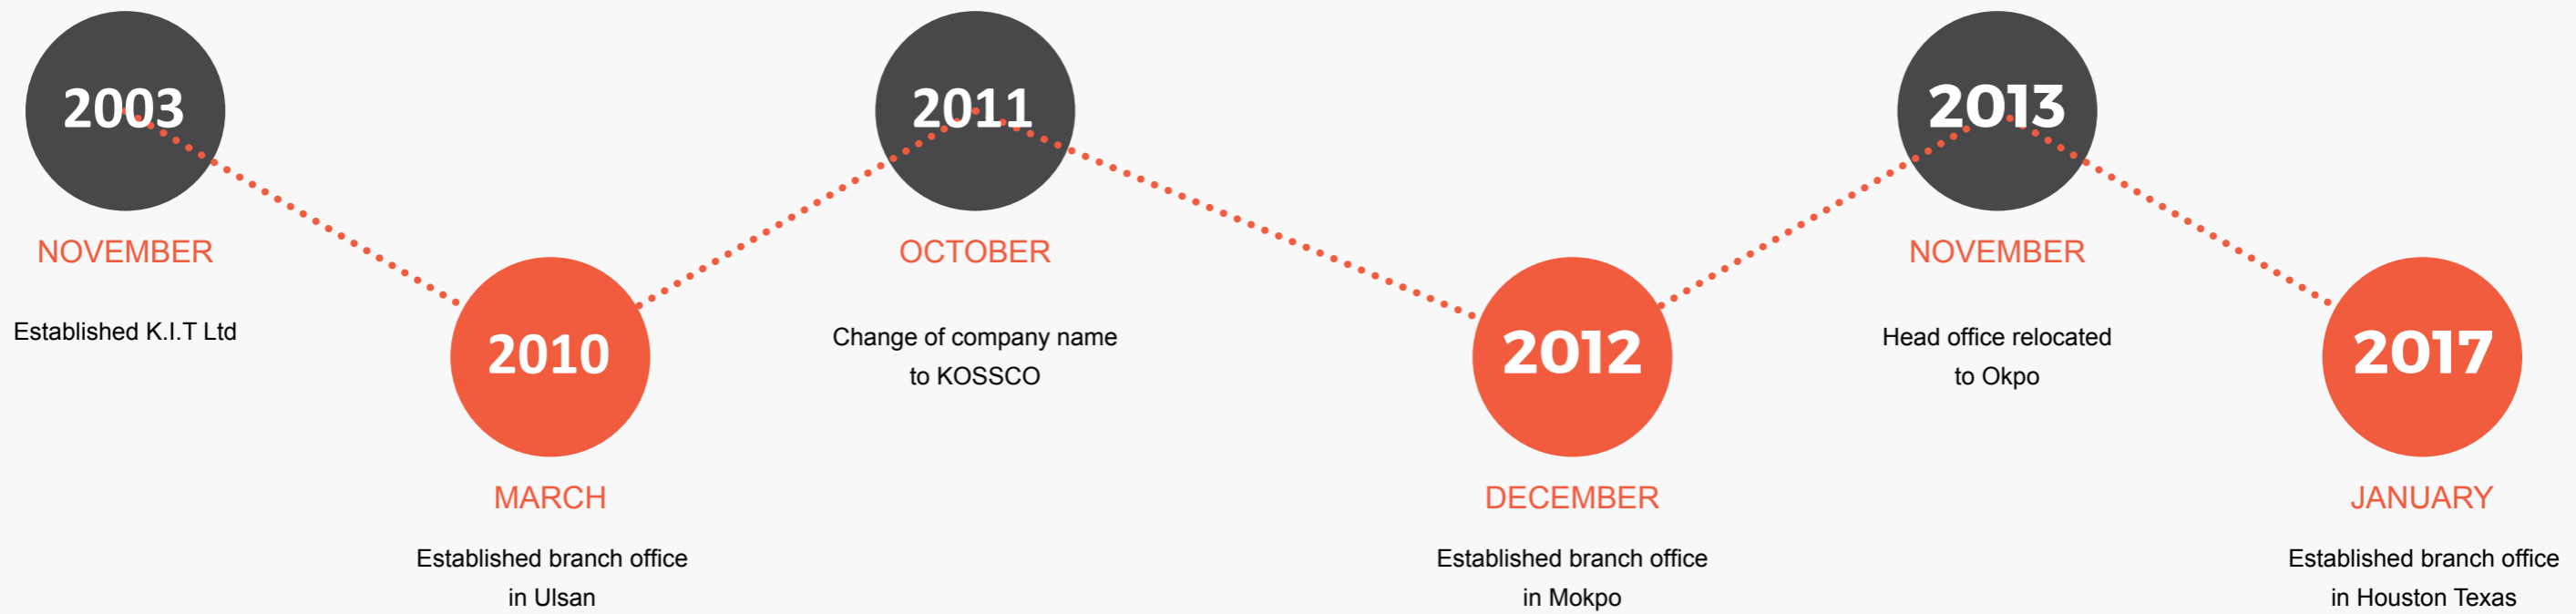 2003
NOVEMBER
Established K.I.T Ltd
2010
MARCH
Established branch office
in Ulsan
2011
OCTOBER
Change of company name
to KOSSCO
2012
DECEMBER
Established branch office
in Mokpo
2013
NOVEMBER
Head office relocated
to Okpo
2017
JANUARY
Established branch office
in Houston Texas